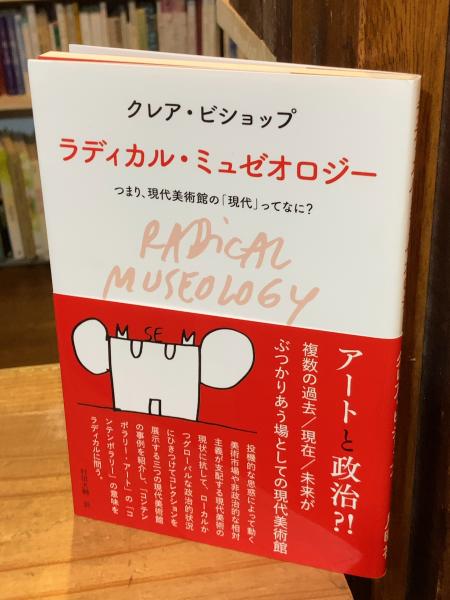 クレア・ビショップ
ラディカル・ミュゼオロジー
つまり、現代美術館の「現代」ってなに?
RADiCAL
MUSEOLOGY
M SE M
アートと政治?!
複数の過去/現在/未来が
ぶつかりあう場としての現代美術館
投機的な思惑によって動く
美術市場や非政治的な相対
主義が支配する現代美術の
現状に抗して、ローカルか
つグローバルな政治的状況
にひきつけてコレクションを
展示する三つの現代美術館
の事例を紹介し、「コンテン
ポラリー・アート」の「コ
ンテンポラリー」の意味を
ラディカルに問う。
村田大輔 訳